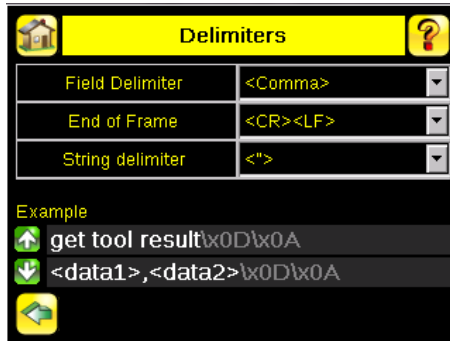 Delimiters
?
Field Delimiter <Comma>
End of Frame <CR><LF>
String delimiter <">
Example
get tool result\x0D\x0A
<data1>,<data2>\x0D\x0A